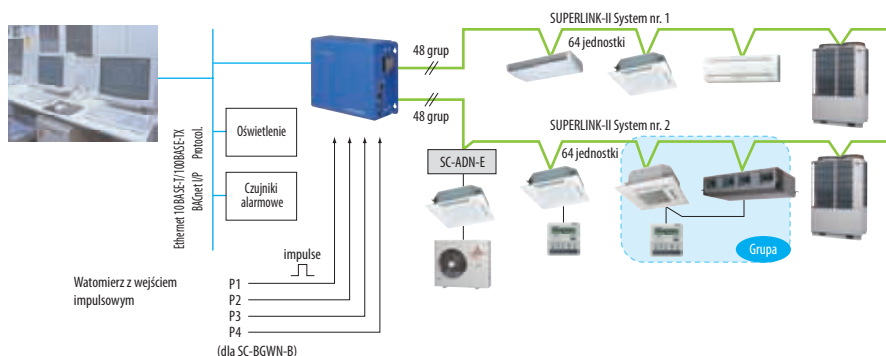 SUPERLINK-II System nr. 1
48 grup
64 jednostki
48 grup
SUPERLINK-II System nr. 2
64 jednostki
SC-ADN-E
Oświetlenie
Czujniki
alarmowe
Ethernet 10BASE-T/100BASE-TX
BACnet I/P Protocol.
Grupa
impulse
Watomierz z wejściem
impulsowym
P1
P2
P3
P4
(dla SC-BGWN-B)